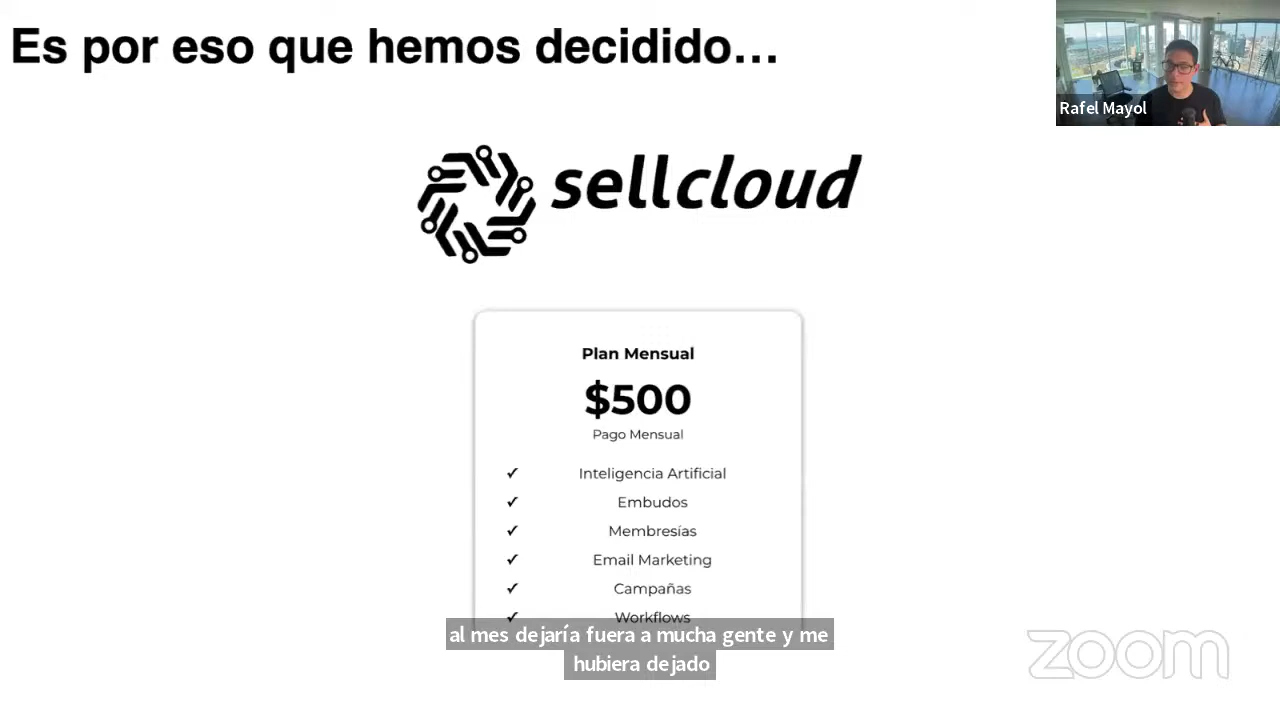 Es por eso que hemos decidido...
Rafel Mayol
sellcloud
Plan Mensual
$500
Pago Mensual
✓ Inteligencia Artificial
✓ Embudos
✓ Membresías
✓ Email Marketing
✓ Campañas
✓ Workflows
al mes dejaría fuera a mucha gente y me
hubiera dejado
zoom